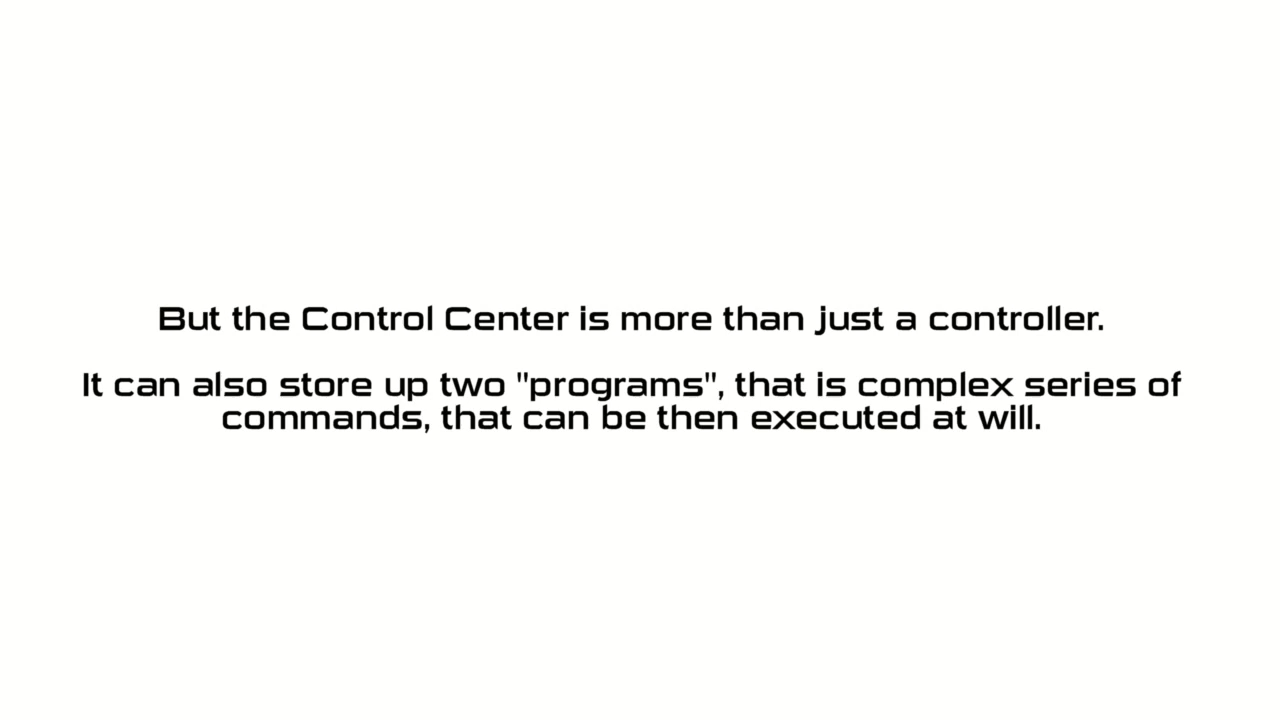 But the Control Center is more than just a controller.
It can also store up two "programs", that is complex series of
commands, that can be then executed at will.